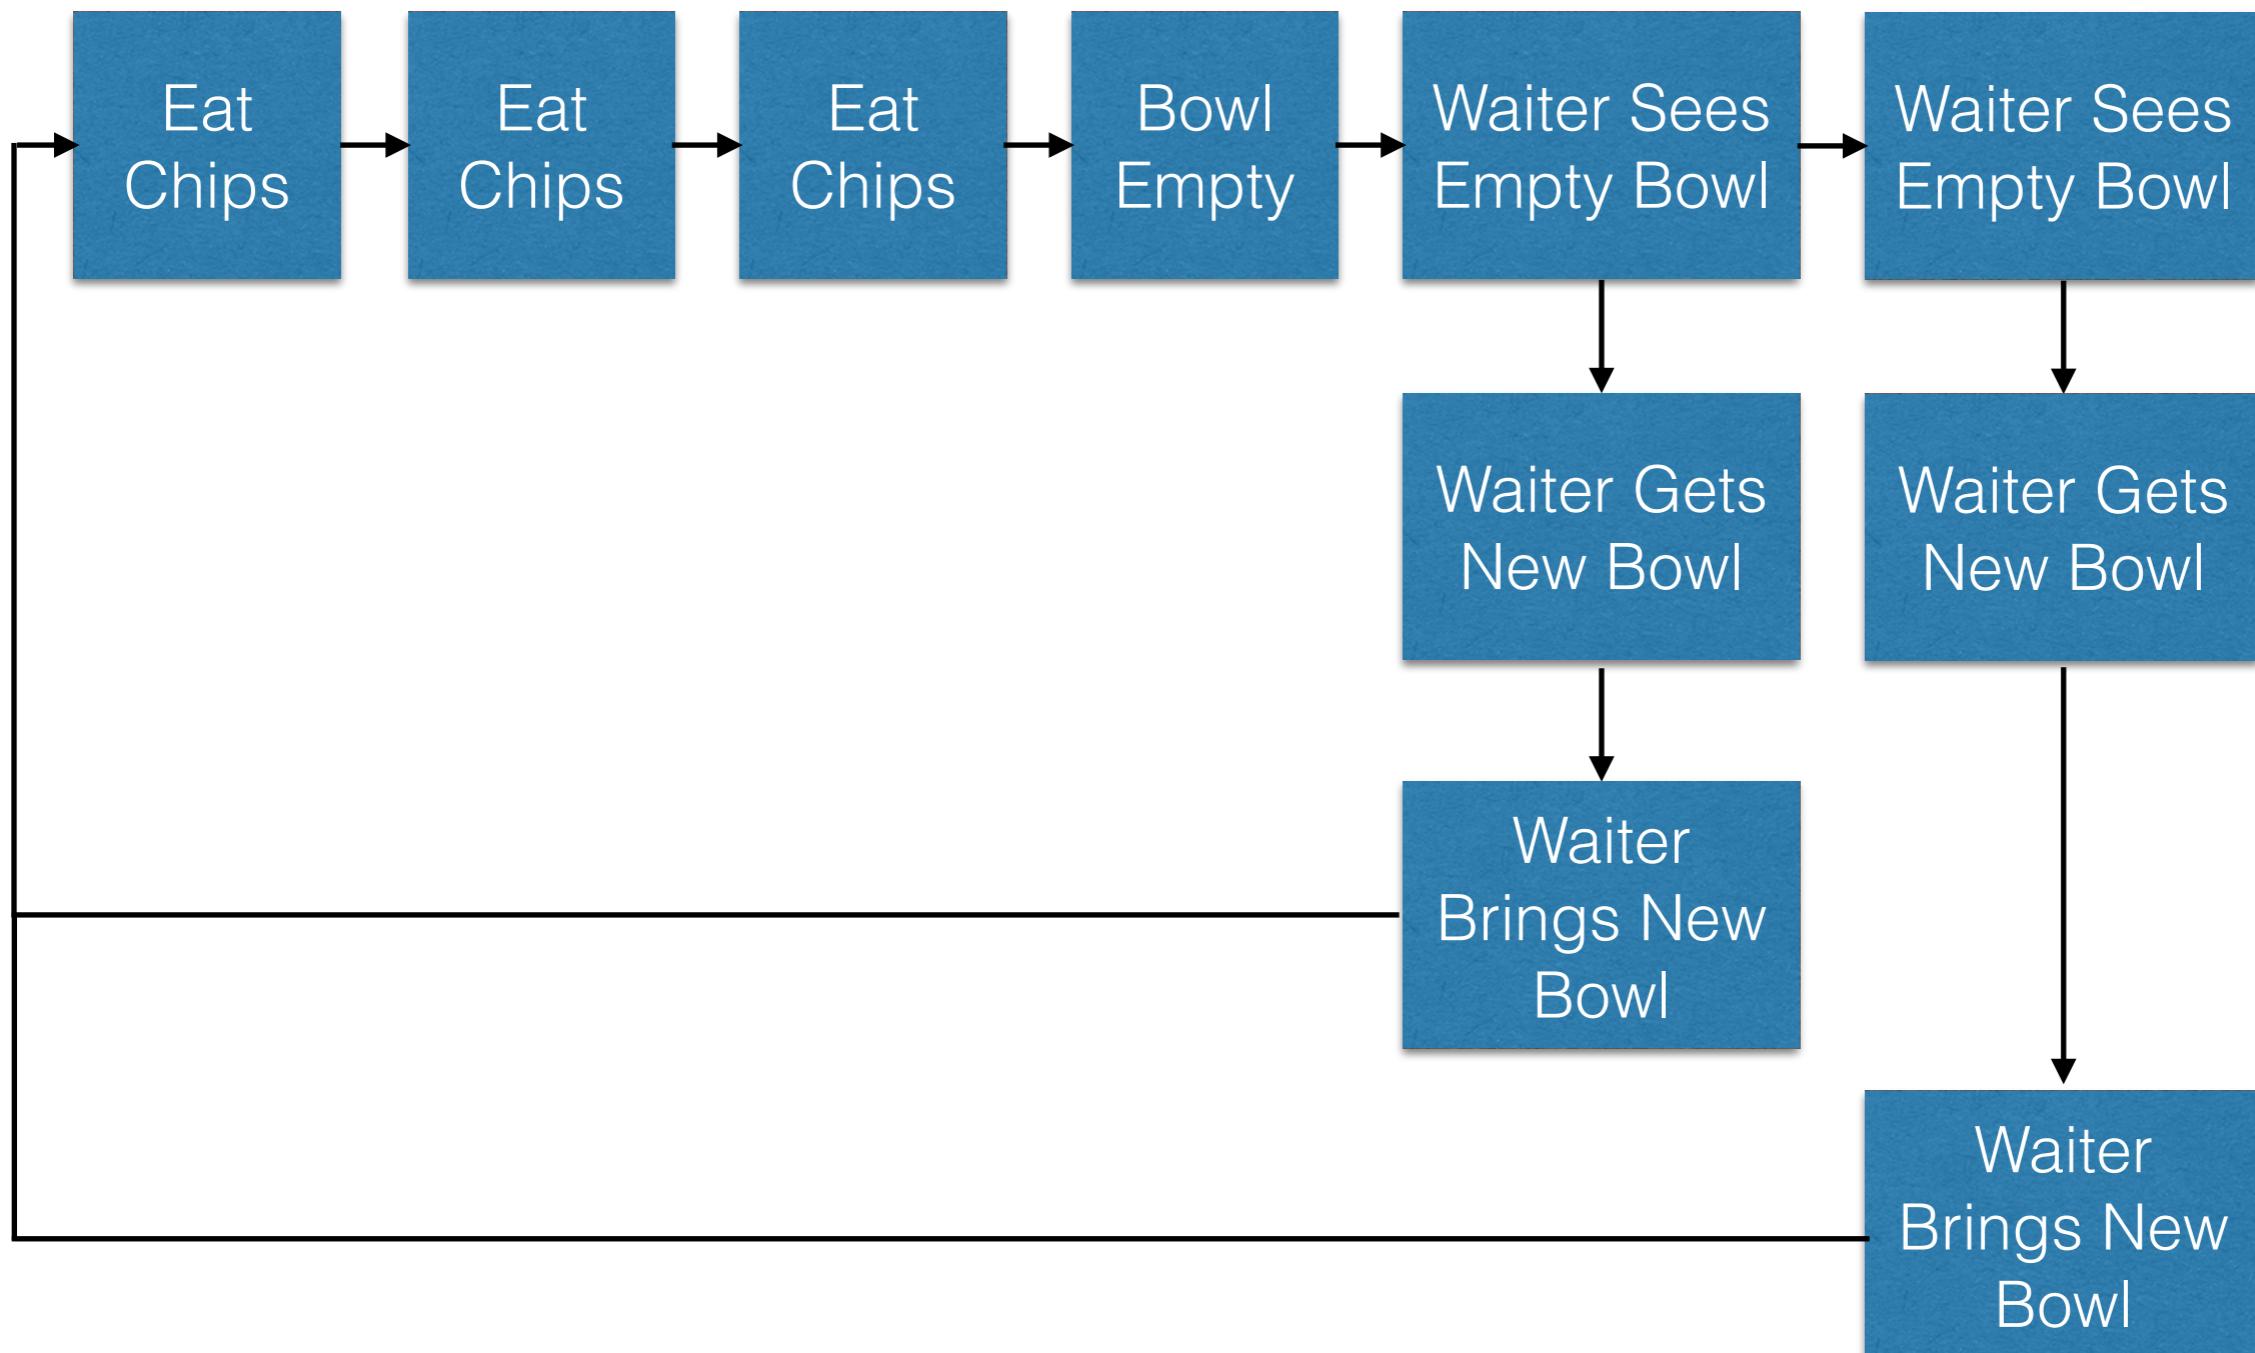 Eat
Chips
Eat
Chips
Eat
Chips
Bowl
Empty
Waiter Sees
Empty Bowl
Waiter Sees
Empty Bowl
Waiter Gets
New Bowl
Waiter Gets
New Bowl
Waiter
Brings New
Bowl
Waiter
Brings New
Bowl